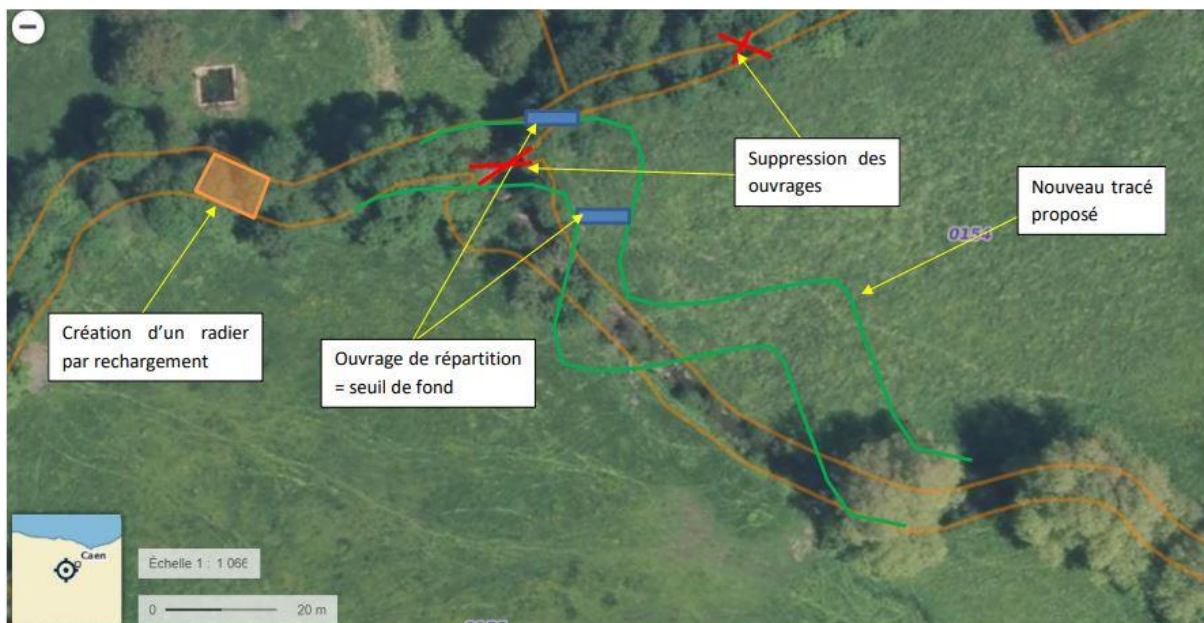 Suppression des
ouvrages
Nouveau tracé
proposé
0154
Création d'un radier
par rechargement
Ouvrage de répartition
= seuil de fond
Caen
Échelle 1 : 1 066
0 20 m